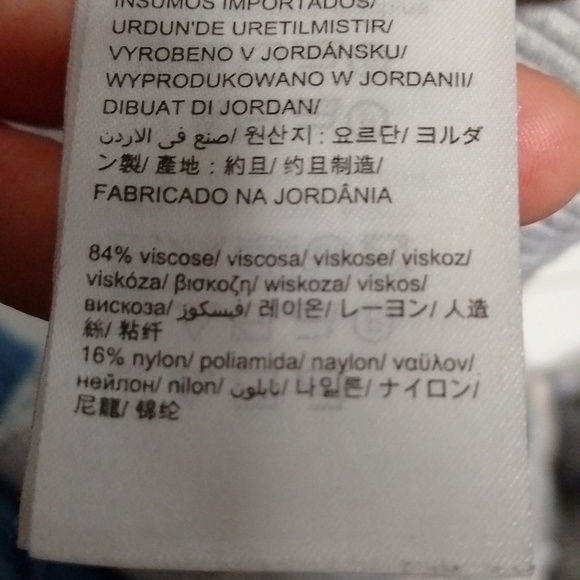 INSUMOS IMPORTADOS/
URDUN'DE URETILMISTIR/
VYROBENO V JORDÁNSKU/
WYPRODUKOWANO W JORDANII/
DIBUAT DI JORDAN/
صنع في الاردن/ 원산지 : 요르단/ ヨルダ
ン製/ 產地 : 約旦/ 约旦制造/
FABRICADO NA JORDÂNIA
84% viscose/ viscosa/ viskose/ viskoz/
viskóza/ βισκοζη/ wiskoza/ viskos/
вискоза/ فيسكوز/ 레이온/ レーヨン/ 人造
絲/ 粘纤
16% nylon/ poliamida/ naylon/ ναϋλον/
нейлон/ nilon/ نايلون/ 나일론/ ナイロン/
尼龍/ 锦纶